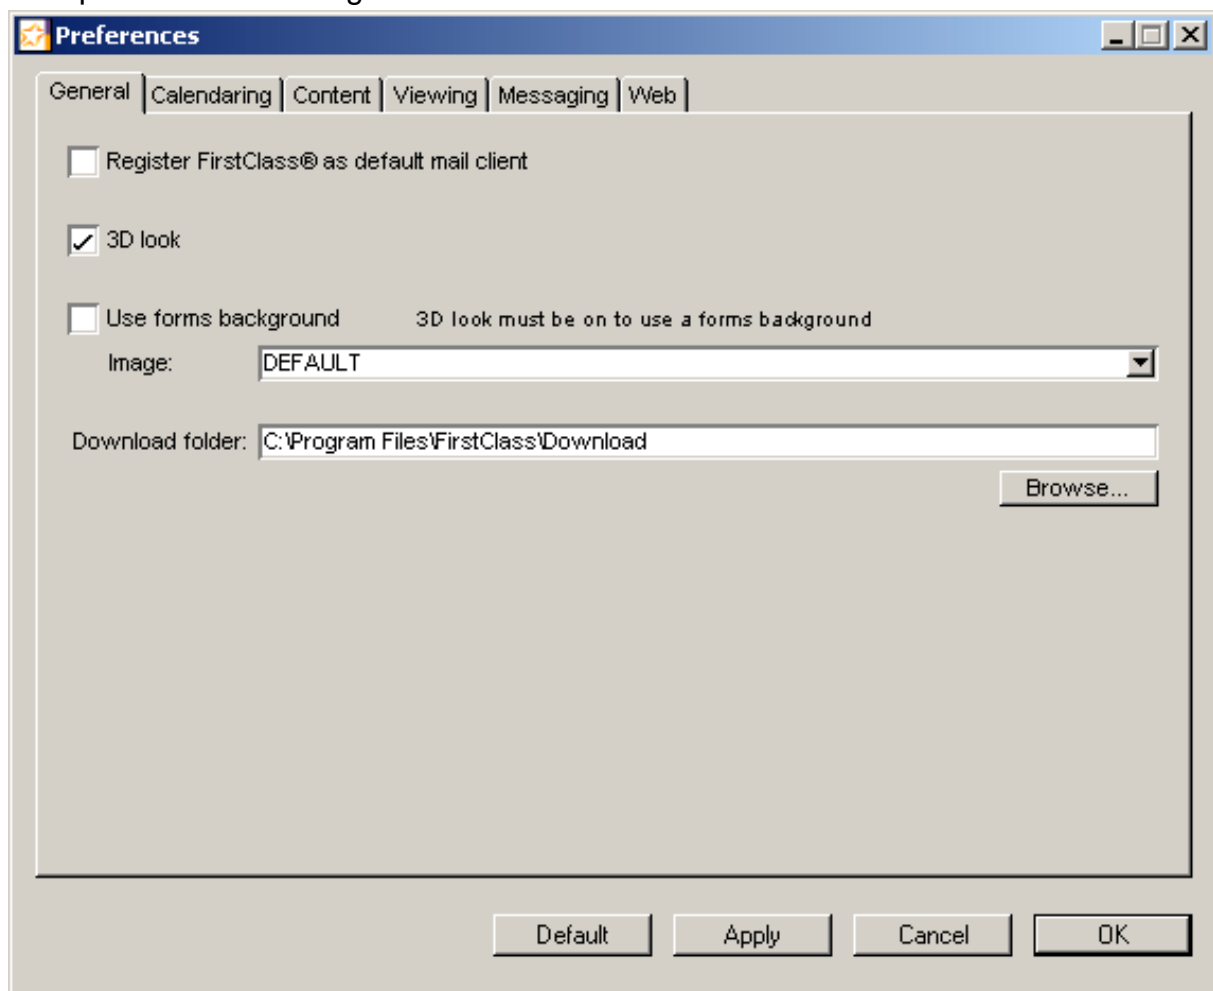 Preferences
General Calendaring Content Viewing Messaging Web
Register FirstClass® as default mail client
3D look
Use forms background 3D look must be on to use a forms background
Image: DEFAULT
Download folder: C:\Program Files\FirstClass\Download
Browse...
Default Apply Cancel OK